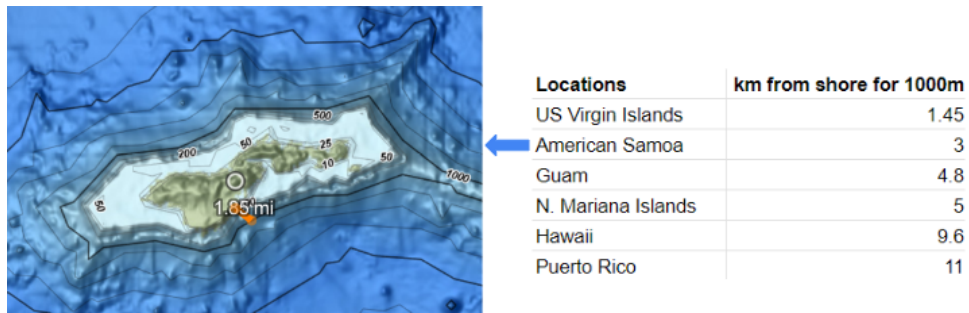 500
200
50
25
10
50
1000
50
1.85 mi
Locations km from shore for 1000m
US Virgin Islands 1.45
American Samoa 3
Guam 4.8
N. Mariana Islands 5
Hawaii 9.6
Puerto Rico 11